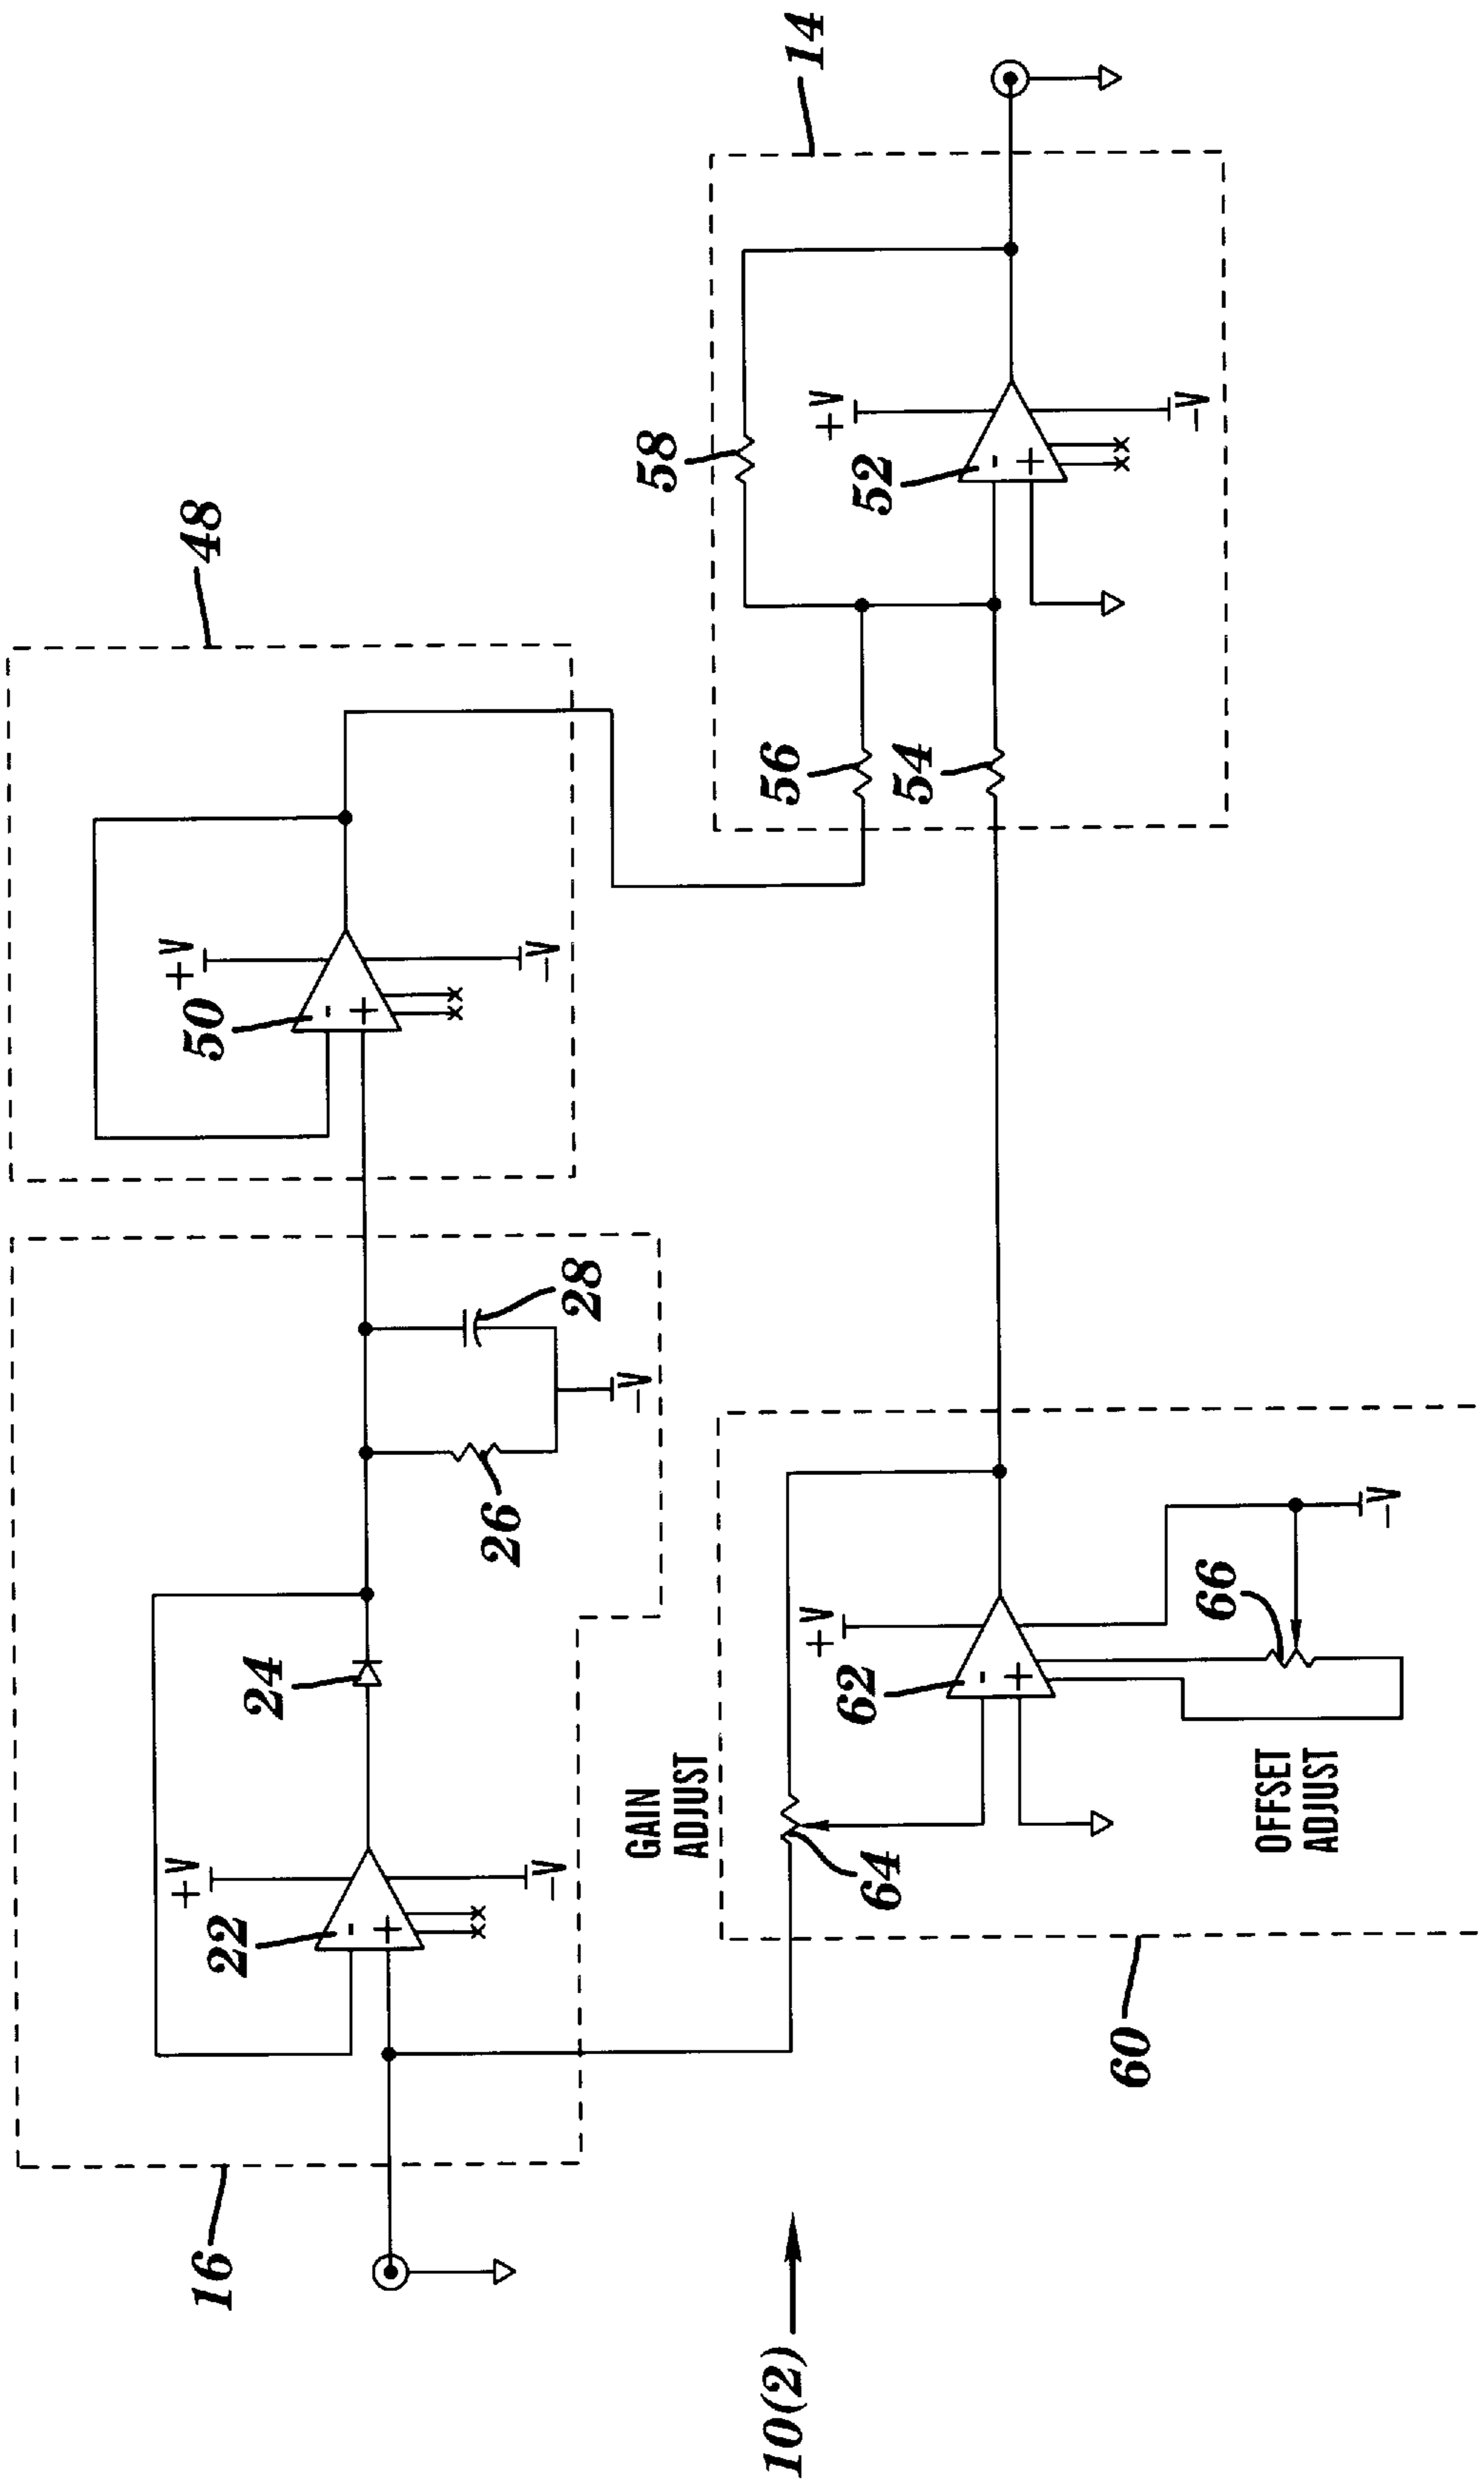 16
22
+V
-V
-
+
24
26
28
-V
48
50
+V
-V
-
+
GAIN
ADJUST
64
62
+V
-
+
-V
66
OFFSET
ADJUST
60
14
56
54
58
52
+V
-V
-
+
10(2)